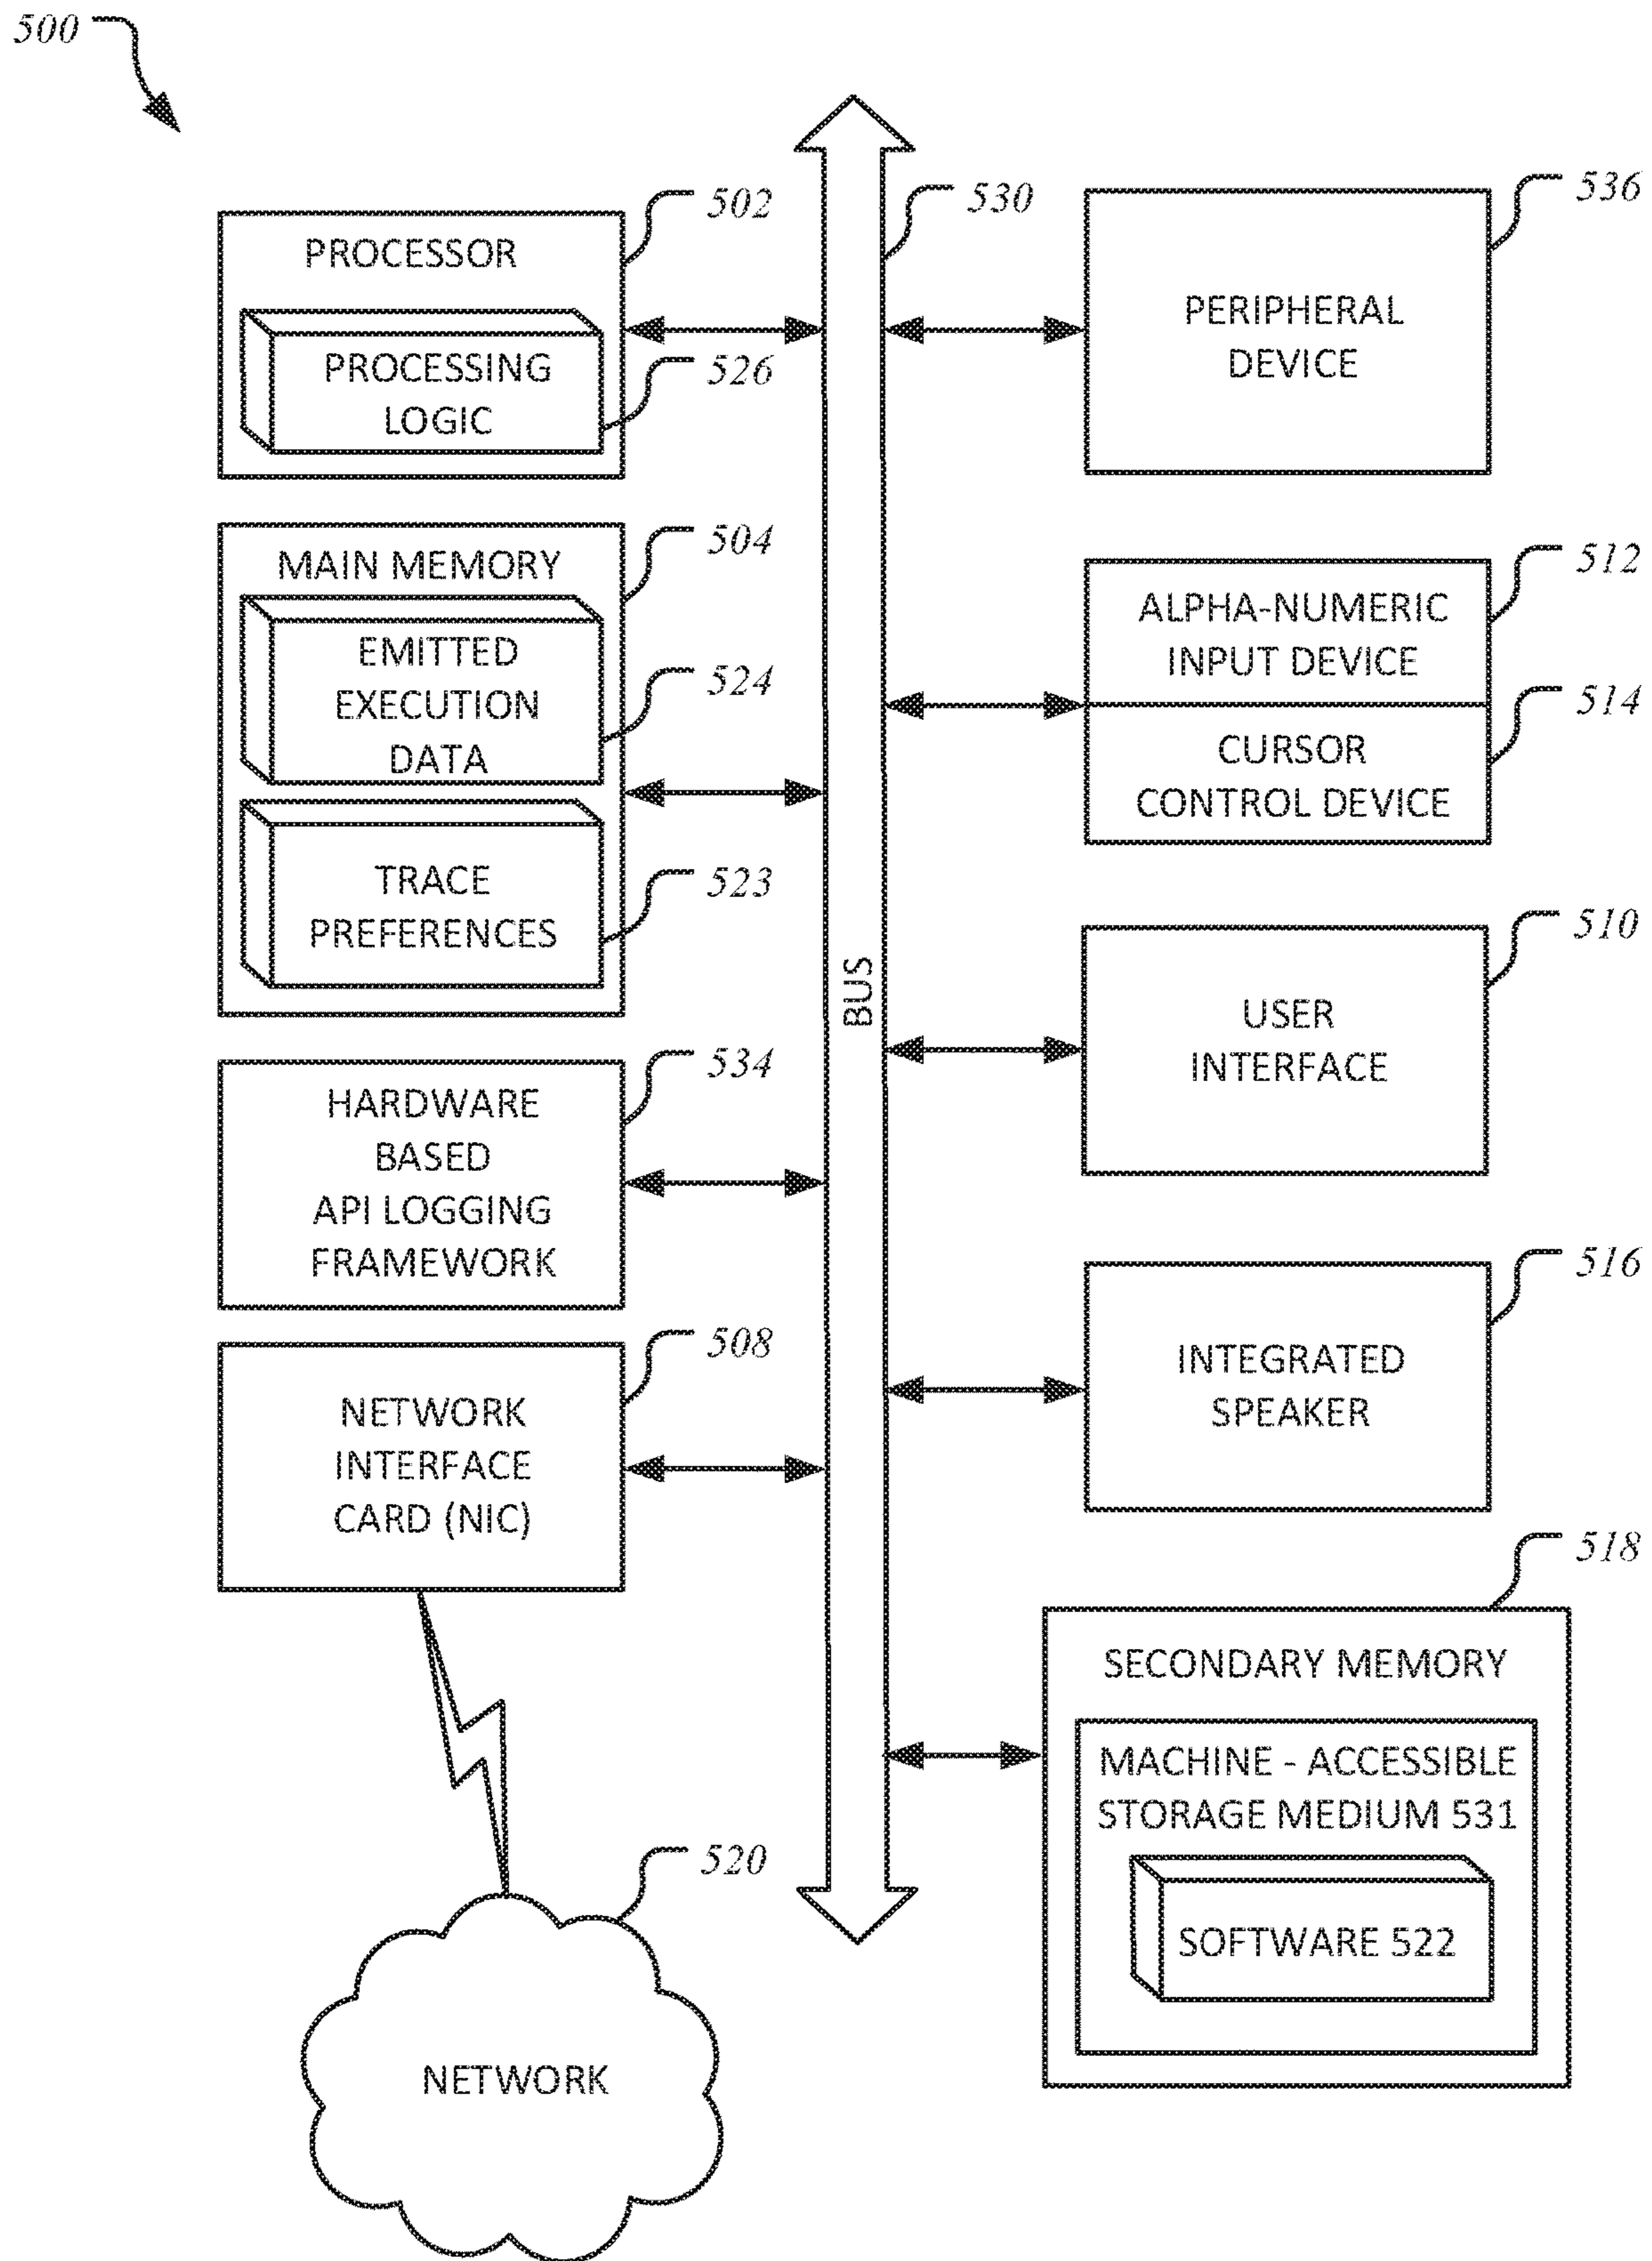 500
502
PROCESSOR
PROCESSING
LOGIC
526
504
MAIN MEMORY
EMITTED
EXECUTION
DATA
524
TRACE
PREFERENCES
523
534
HARDWARE
BASED
API LOGGING
FRAMEWORK
508
NETWORK
INTERFACE
CARD (NIC)
520
NETWORK
530
BUS
536
PERIPHERAL
DEVICE
512
ALPHA-NUMERIC
INPUT DEVICE
514
CURSOR
CONTROL DEVICE
510
USER
INTERFACE
516
INTEGRATED
SPEAKER
518
SECONDARY MEMORY
MACHINE - ACCESSIBLE
STORAGE MEDIUM 531
SOFTWARE 522